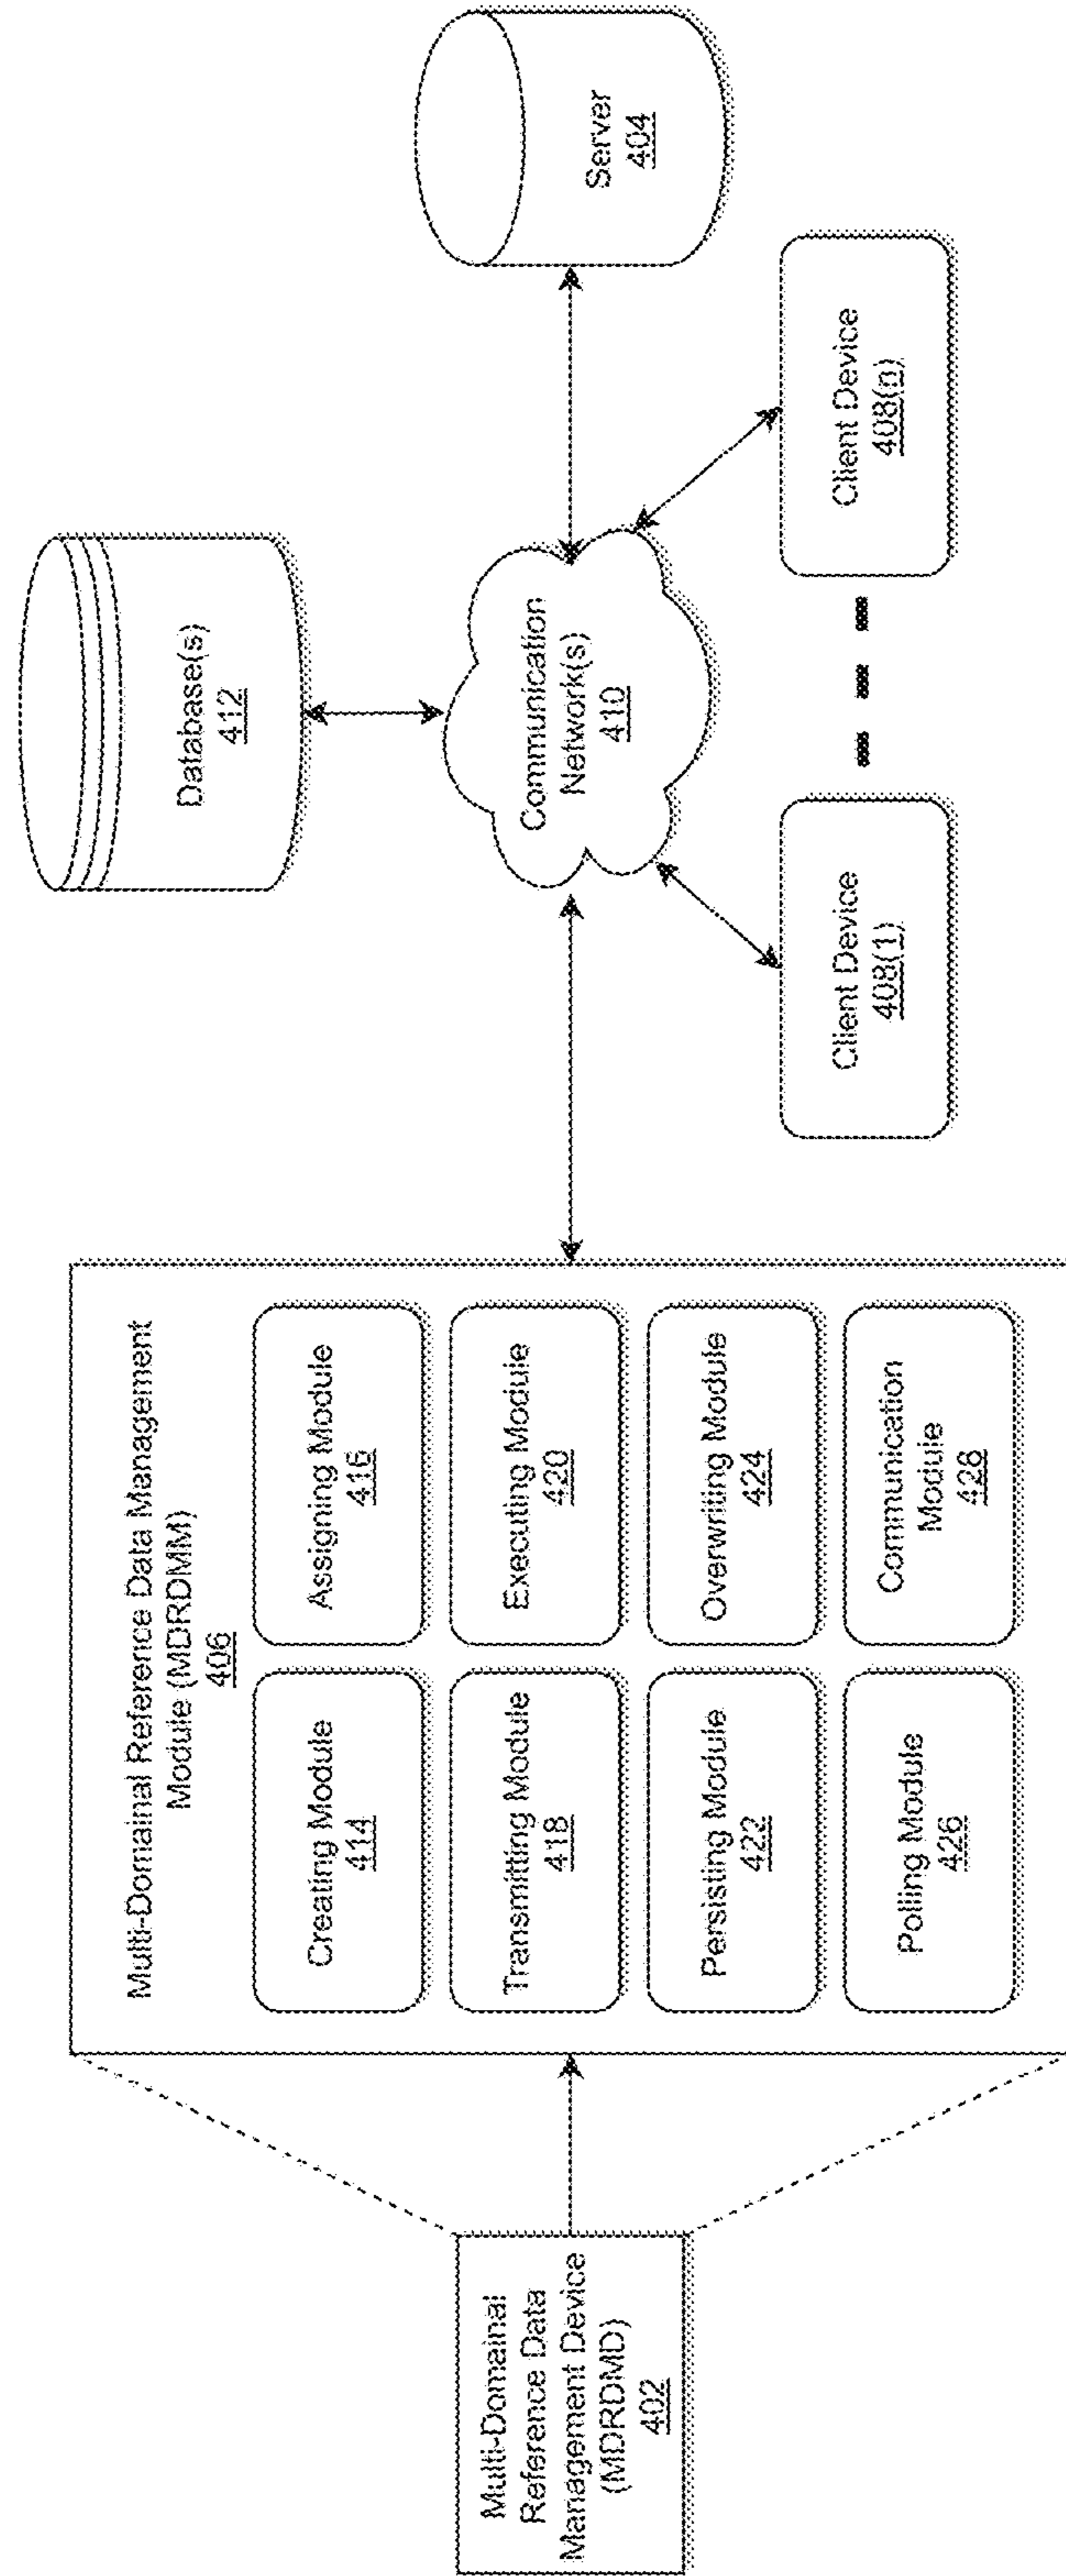 Multi-Domainal
Reference Data
Management Device
(MDRDMD)
402
Multi-Domainal Reference Data Management
Module (MDRDMM)
406
Creating Module
414
Assigning Module
416
Transmitting Module
418
Executing Module
420
Persisting Module
422
Overwriting Module
424
Polling Module
426
Communication
Module
428
Database(s)
412
Communication
Network(s)
410
Server
404
Client Device
408(1)
Client Device
408(n)